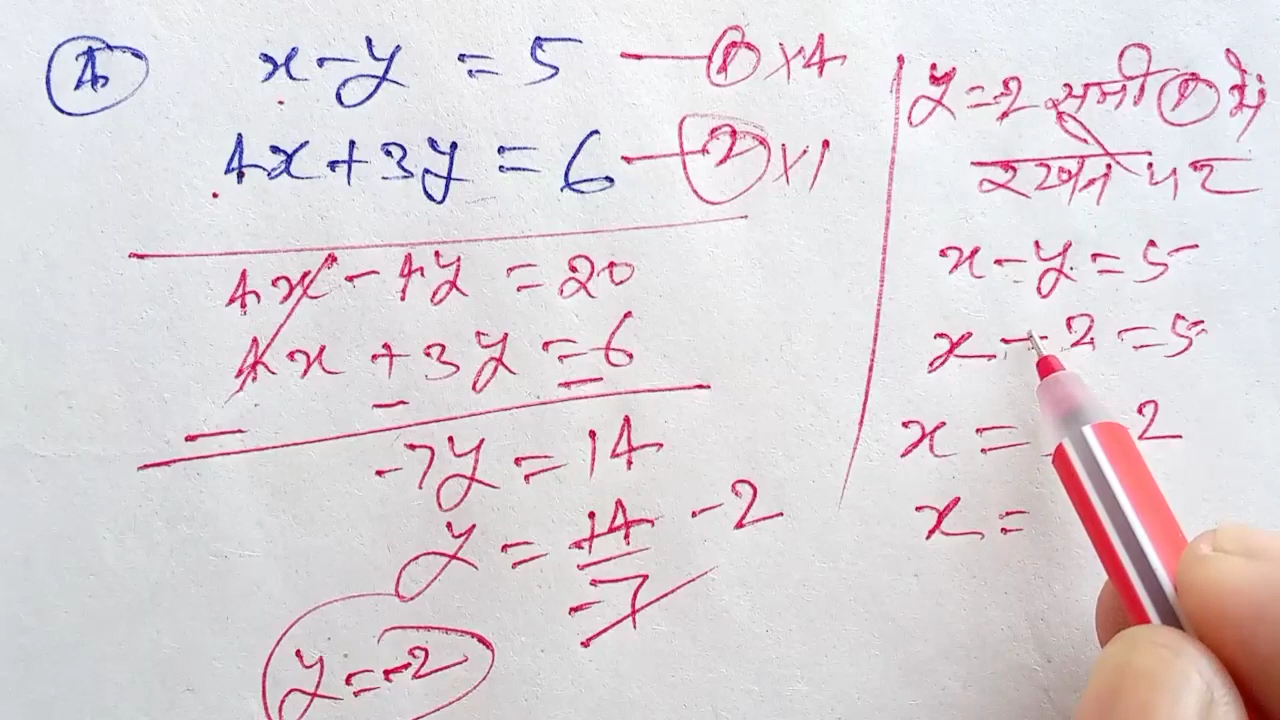 ④ x-y = 5 —① ×4
4x+3y = 6 —② ×1
4x-4y = 20
4x+3y = 6
- - -
-7y = 14
y = 14/-7 -2
y = -2
y=-2 समी ① में
रखने पर
x-y = 5
x--2 = 5
x = 2
x =